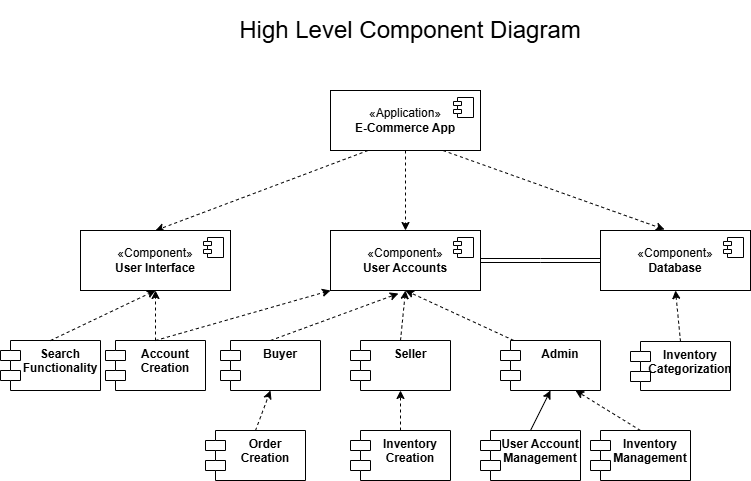 High Level Component Diagram
«Application»
E-Commerce App
«Component»
User Interface
«Component»
User Accounts
«Component»
Database
Search
Functionality
Account
Creation
Buyer
Seller
Admin
Inventory
Categorization
Order
Creation
Inventory
Creation
User Account
Management
Inventory
Management